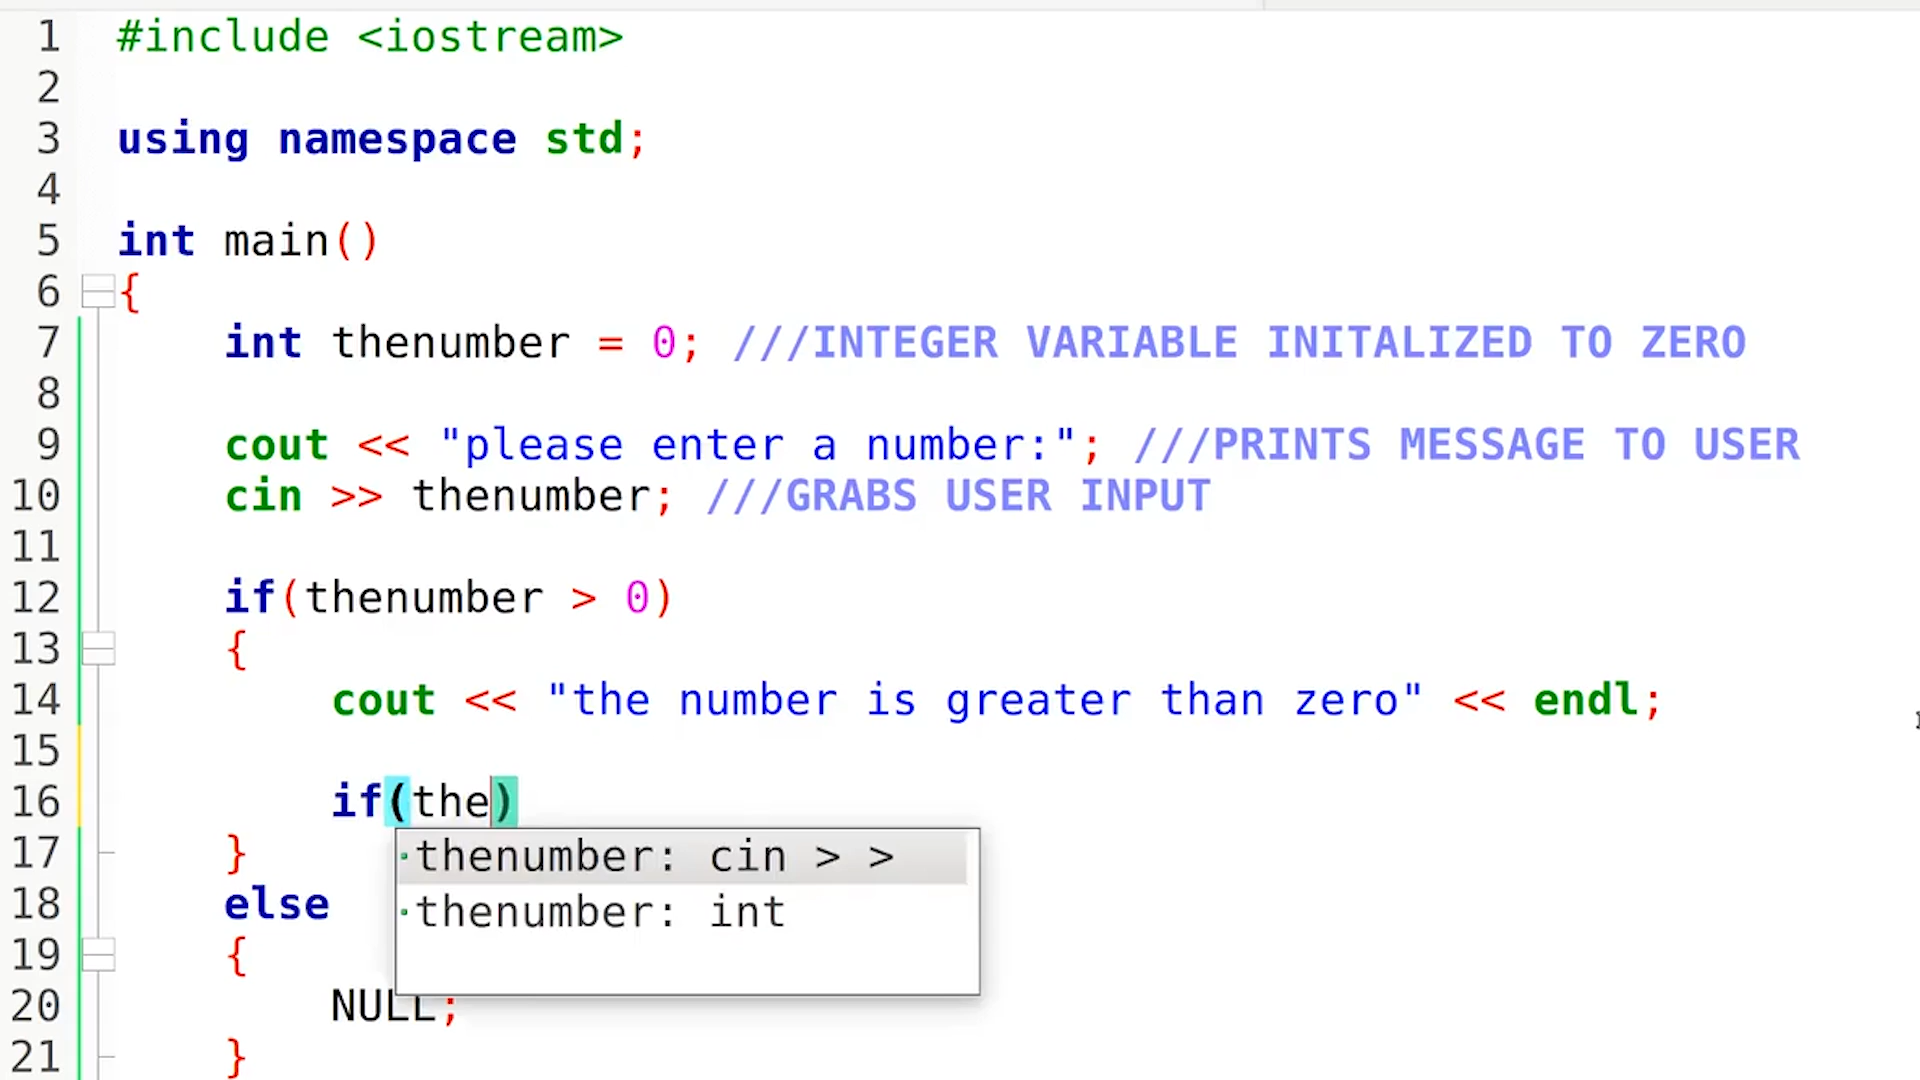 1 #include <iostream>
2
3 using namespace std;
4
5 int main()
6 {
7 int thenumber = 0; ///INTEGER VARIABLE INITALIZED TO ZERO
8
9 cout << "please enter a number:"; ///PRINTS MESSAGE TO USER
10 cin >> thenumber; ///GRABS USER INPUT
11
12 if(thenumber > 0)
13 {
14 cout << "the number is greater than zero" << endl;
15
16 if(the)
thenumber: cin > >
thenumber: int
17 }
18 else
19 {
20 NULL;
21 }